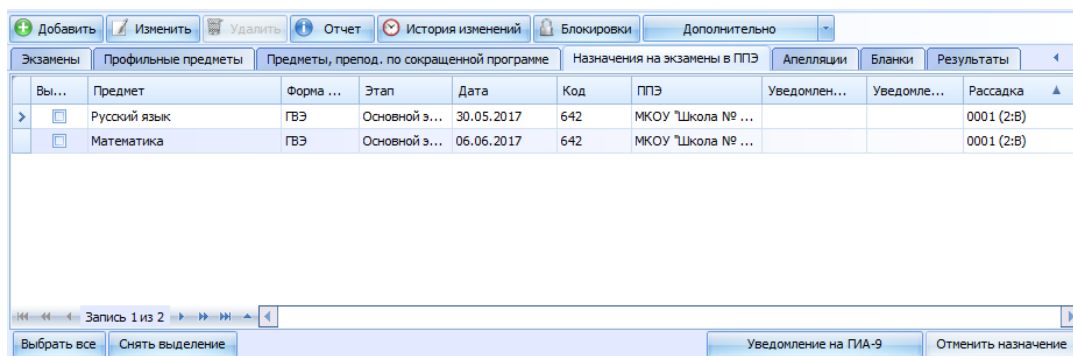 Добавить Изменить Удалить Отчет История изменений Блокировки Дополнительно
Экзамены Профильные предметы Предметы, препод. по сокращенной программе Назначения на экзамены в ППЭ Апелляции Бланки Результаты
Вы... Предмет Форма ... Этап Дата Код ППЭ Уведомлен... Уведомле... Рассадка
Русский язык ГВЭ Основной э... 30.05.2017 642 МКОУ "Школа № ... 0001 (2:В)
Математика ГВЭ Основной э... 06.06.2017 642 МКОУ "Школа № ... 0001 (2:В)
Запись 1 из 2
Выбрать все Снять выделение Уведомление на ГИА-9 Отменить назначение